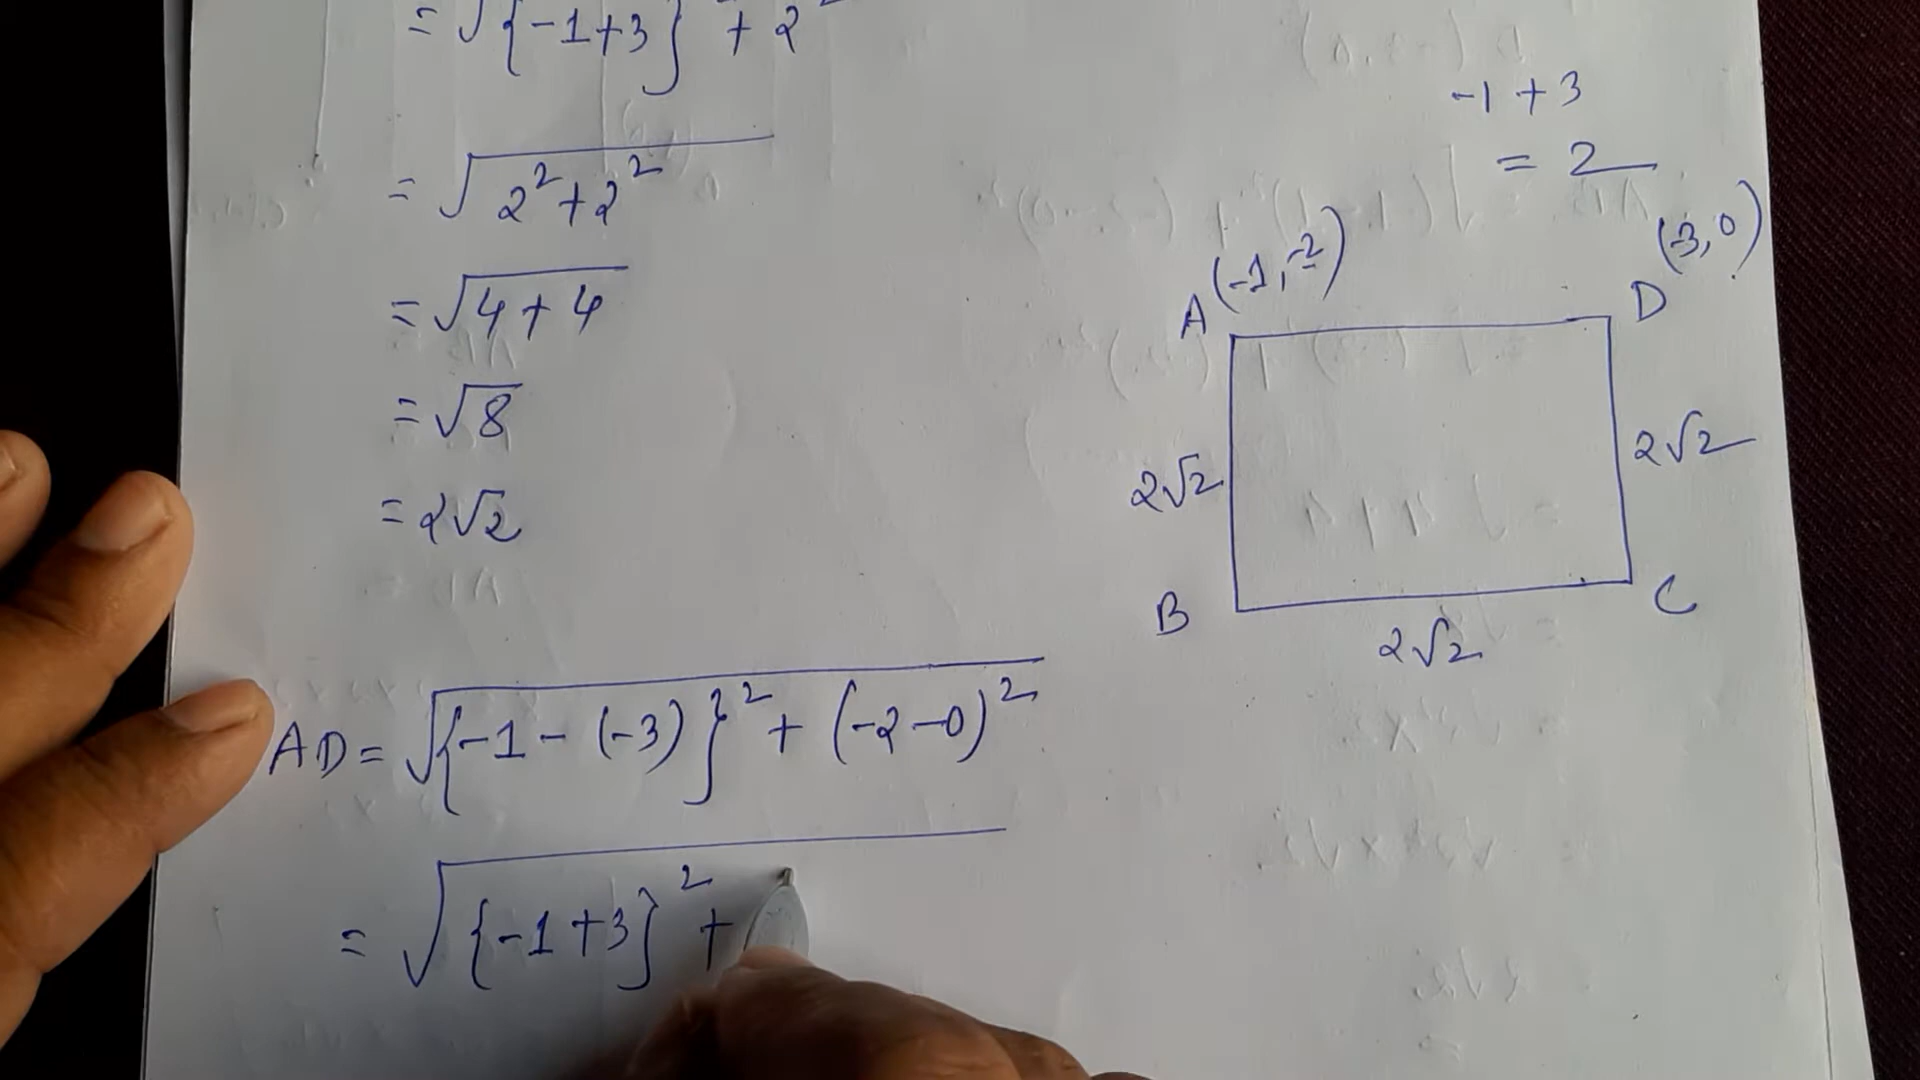 = √{-1+3}² + 2²
= √2²+2²
= √4+4
= √8
= 2√2
-1 + 3
= 2
A (-1,-2)
D (-3,0)
2√2
2√2
B
C
2√2
AD = √{-1-(-3)}² + (-2-0)²
= √{-1+3}² +